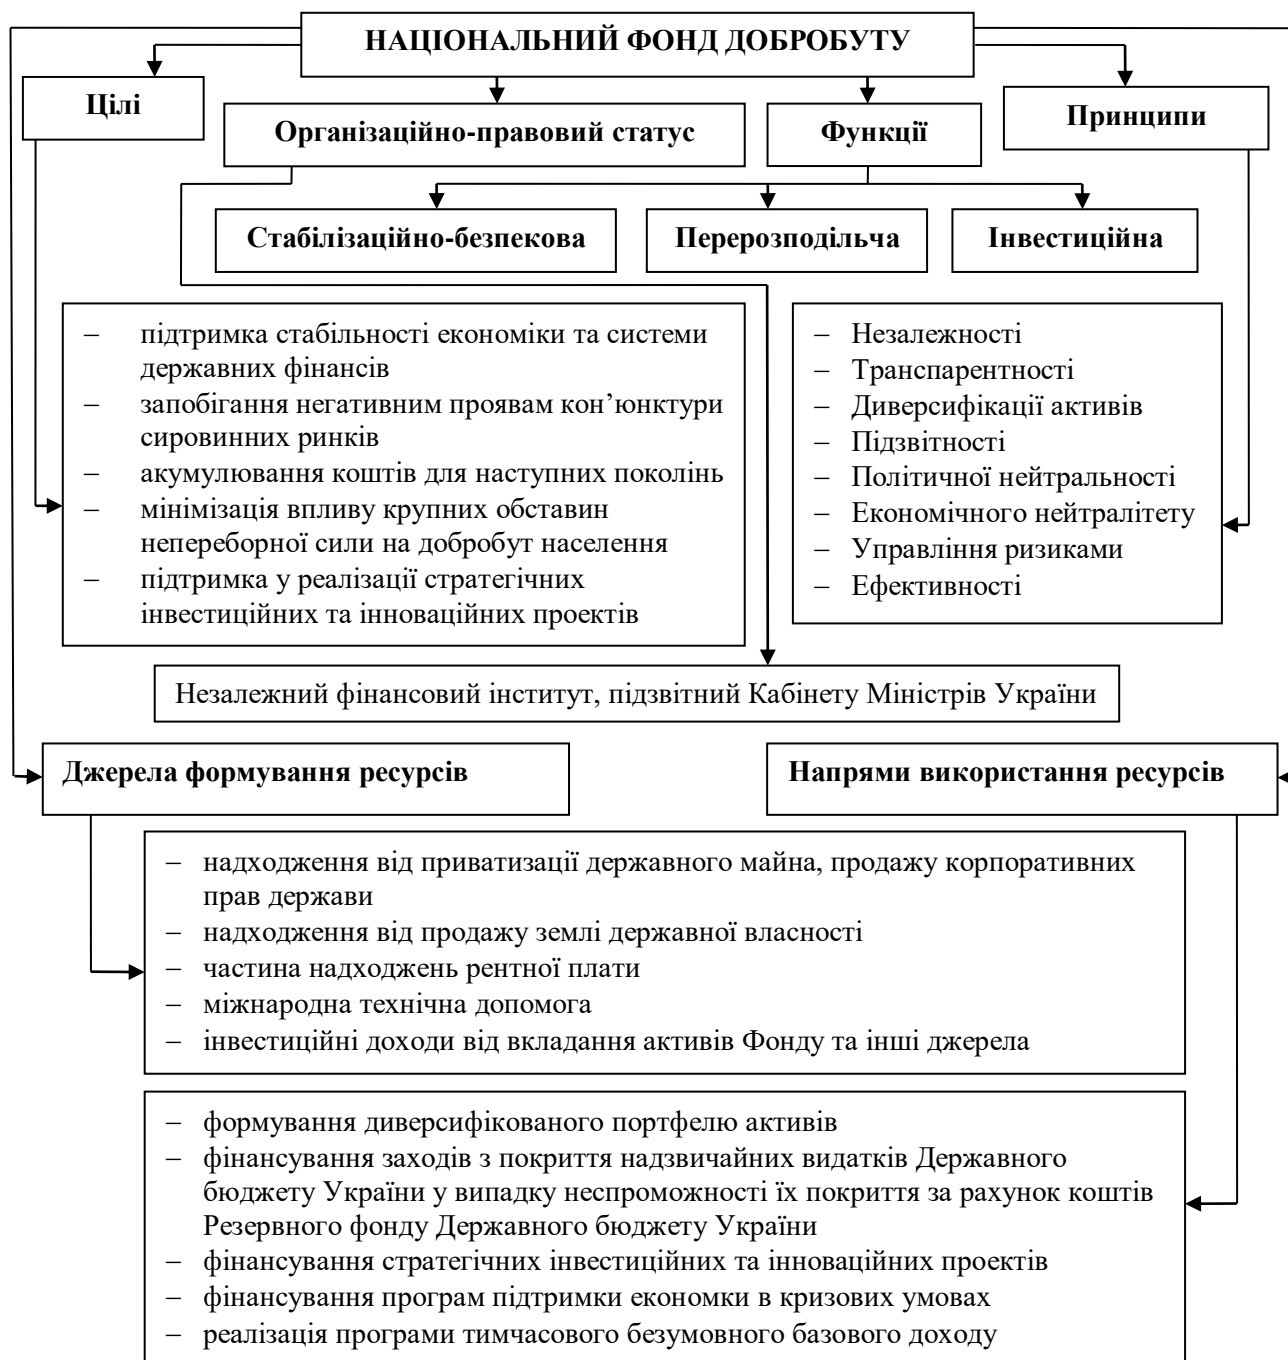 НАЦІОНАЛЬНИЙ ФОНД ДОБРОБУТУ
Цілі
Організаційно-правовий статус
Функції
Принципи
Стабілізаційно-безпекова
Перерозподільча
Інвестиційна
– підтримка стабільності економіки та системи
державних фінансів
– запобігання негативним проявам кон’юнктури
сировинних ринків
– акумулювання коштів для наступних поколінь
– мінімізація впливу крупних обставин
непереборної сили на добробут населення
– підтримка у реалізації стратегічних
інвестиційних та інноваційних проектів
– Незалежності
– Транспарентності
– Диверсифікації активів
– Підзвітності
– Політичної нейтральності
– Економічного нейтралітету
– Управління ризиками
– Ефективності
Незалежний фінансовий інститут, підзвітний Кабінету Міністрів України
Джерела формування ресурсів
Напрями використання ресурсів
– надходження від приватизації державного майна, продажу корпоративних
прав держави
– надходження від продажу землі державної власності
– частина надходжень рентної плати
– міжнародна технічна допомога
– інвестиційні доходи від вкладання активів Фонду та інші джерела
– формування диверсифікованого портфелю активів
– фінансування заходів з покриття надзвичайних видатків Державного
бюджету України у випадку неспроможності їх покриття за рахунок коштів
Резервного фонду Державного бюджету України
– фінансування стратегічних інвестиційних та інноваційних проектів
– фінансування програм підтримки економки в кризових умовах
– реалізація програми тимчасового безумовного базового доходу